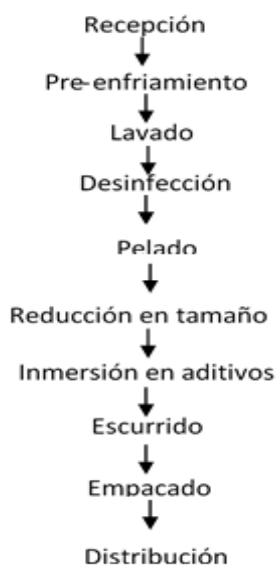 Recepción
Pre-enfriamiento
Lavado
Desinfección
Pelado
Reducción en tamaño
Inmersión en aditivos
Escurrido
Empacado
Distribución